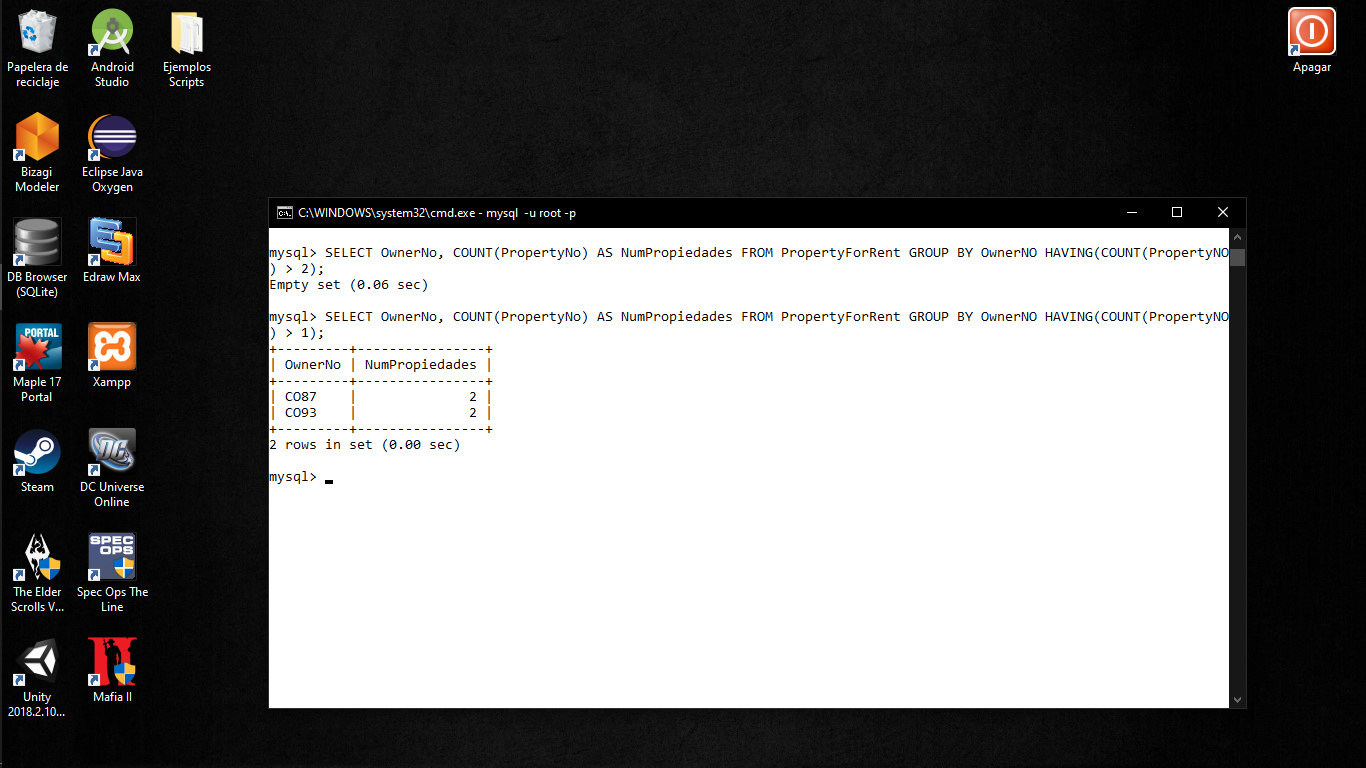 Papelera de
reciclaje
Android
Studio
Ejemplos
Scripts
Apagar
Bizagi
Modeler
Eclipse Java
Oxygen
DB Browser
(SQLite)
Edraw Max
PORTAL
Maple 17
Portal
Xampp
Steam
DC
DC Universe
Online
The Elder
Scrolls V...
SPEC
OPS
Spec Ops The
Line
Unity
2018.2.10...
II
Mafia II
C:\.
C:\WINDOWS\system32\cmd.exe - mysql  -u root -p
mysql> SELECT OwnerNo, COUNT(PropertyNo) AS NumPropiedades FROM PropertyForRent GROUP BY OwnerNO HAVING(COUNT(PropertyNO
) > 2);
Empty set (0.06 sec)
mysql> SELECT OwnerNo, COUNT(PropertyNo) AS NumPropiedades FROM PropertyForRent GROUP BY OwnerNO HAVING(COUNT(PropertyNO
) > 1);
+---------+----------------+
| OwnerNo | NumPropiedades |
+---------+----------------+
| CO87    |              2 |
| CO93    |              2 |
+---------+----------------+
2 rows in set (0.00 sec)
mysql>